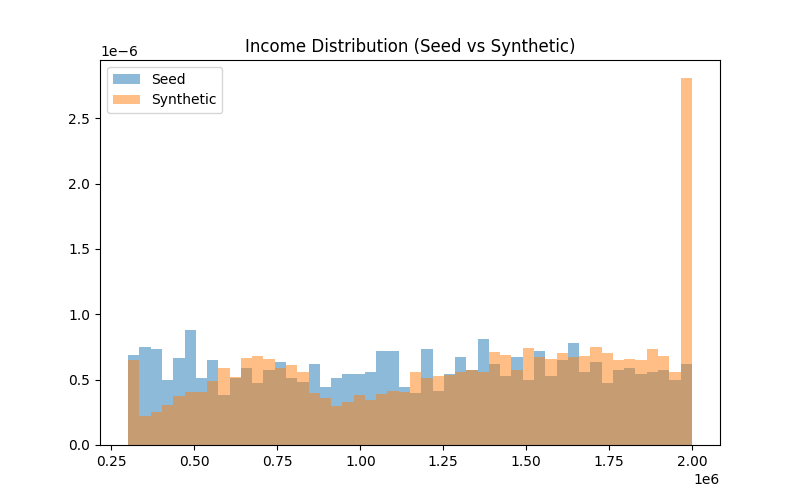 Income Distribution (Seed vs Synthetic)
1e−6
Seed
Synthetic
2.5
2.0
1.5
1.0
0.5
0.0
0.25 0.50 0.75 1.00 1.25 1.50 1.75 2.00
1e6